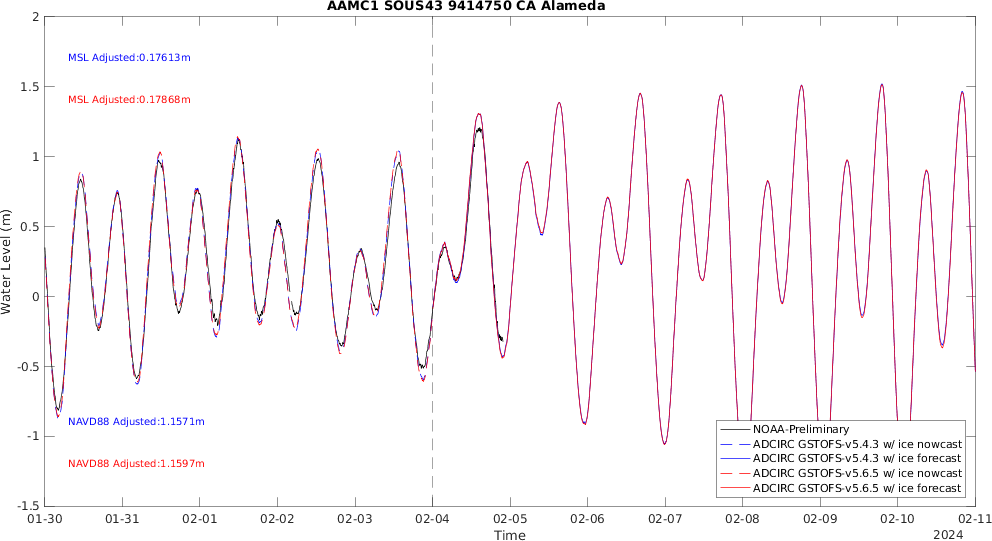 AAMC1 SOUS43 9414750 CA Alameda
MSL Adjusted:0.17613m
MSL Adjusted:0.17868m
NAVD88 Adjusted:1.1571m
NAVD88 Adjusted:1.1597m
Water Level (m)
2
1.5
1
0.5
0
-0.5
-1
-1.5
NOAA-Preliminary
ADCIRC GSTOFS-v5.4.3 w/ ice nowcast
ADCIRC GSTOFS-v5.4.3 w/ ice forecast
ADCIRC GSTOFS-v5.6.5 w/ ice nowcast
ADCIRC GSTOFS-v5.6.5 w/ ice forecast
01-30 01-31 02-01 02-02 02-03 02-04 02-05 02-06 02-07 02-08 02-09 02-10 02-11
Time
2024